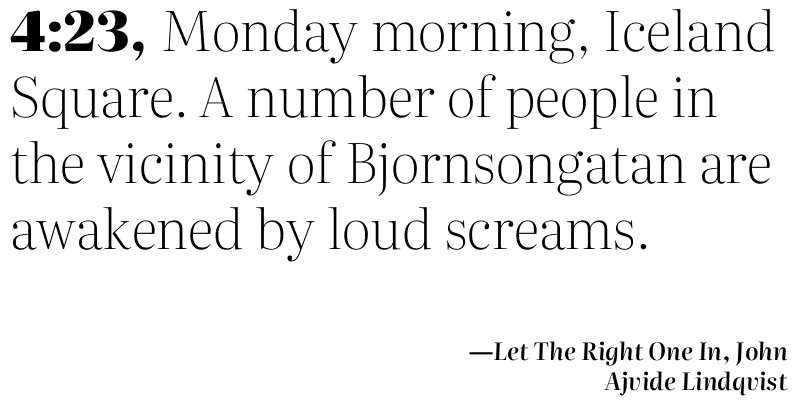 4:23, Monday morning, Iceland
Square. A number of people in
the vicinity of Bjornsongatan are
awakened by loud screams.
—Let The Right One In, John
Ajvide Lindqvist